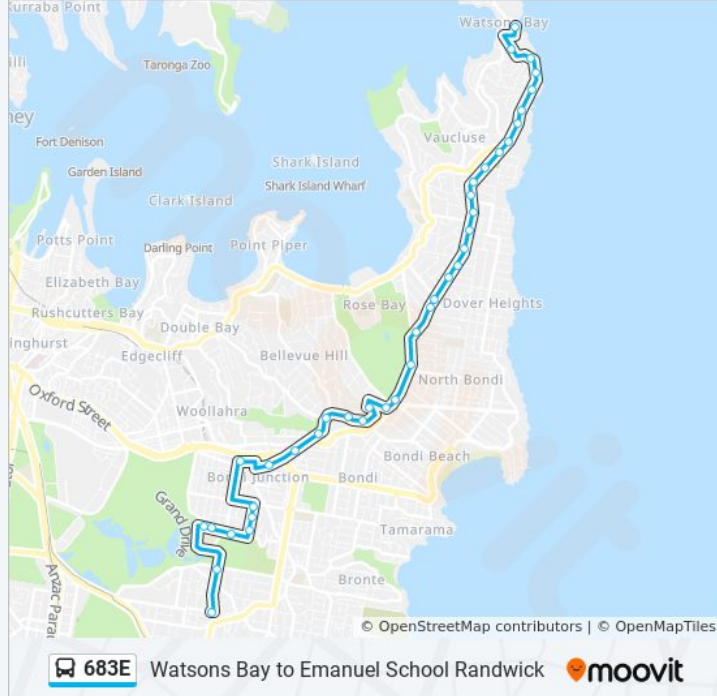 Kurraba Point
Watsons Bay
Taronga Zoo
Fort Denison
Vaucluse
Shark Island
Garden Island
Shark Island Wharf
Clark Island
Potts Point
Darling Point
Point Piper
Elizabeth Bay
Rose Bay
Dover Heights
Rushcutters Bay
Double Bay
Edgecliff
Bellevue Hill
Oxford Street
North Bondi
Woollahra
Bondi Beach
Bondi Junction
Bondi
Grand Drive
Tamarama
Anzac Parad
Bronte
© OpenStreetMap contributors | © OpenMapTiles
683E Watsons Bay to Emanuel School Randwick moovit